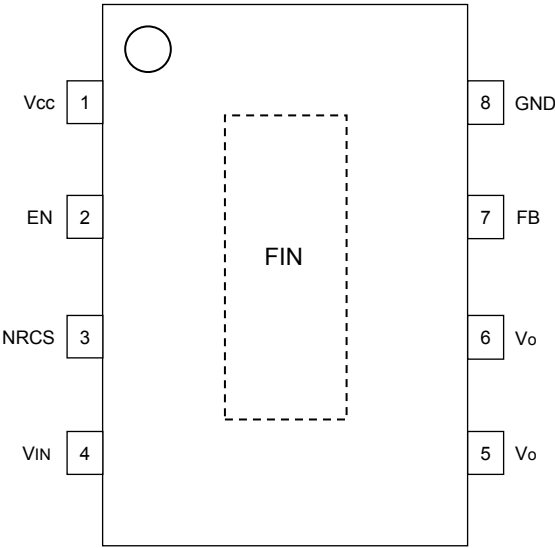 Vcc 1 8 GND
EN 2 7 FB
FIN
NRCS 3 6 Vo
VIN 4 5 Vo